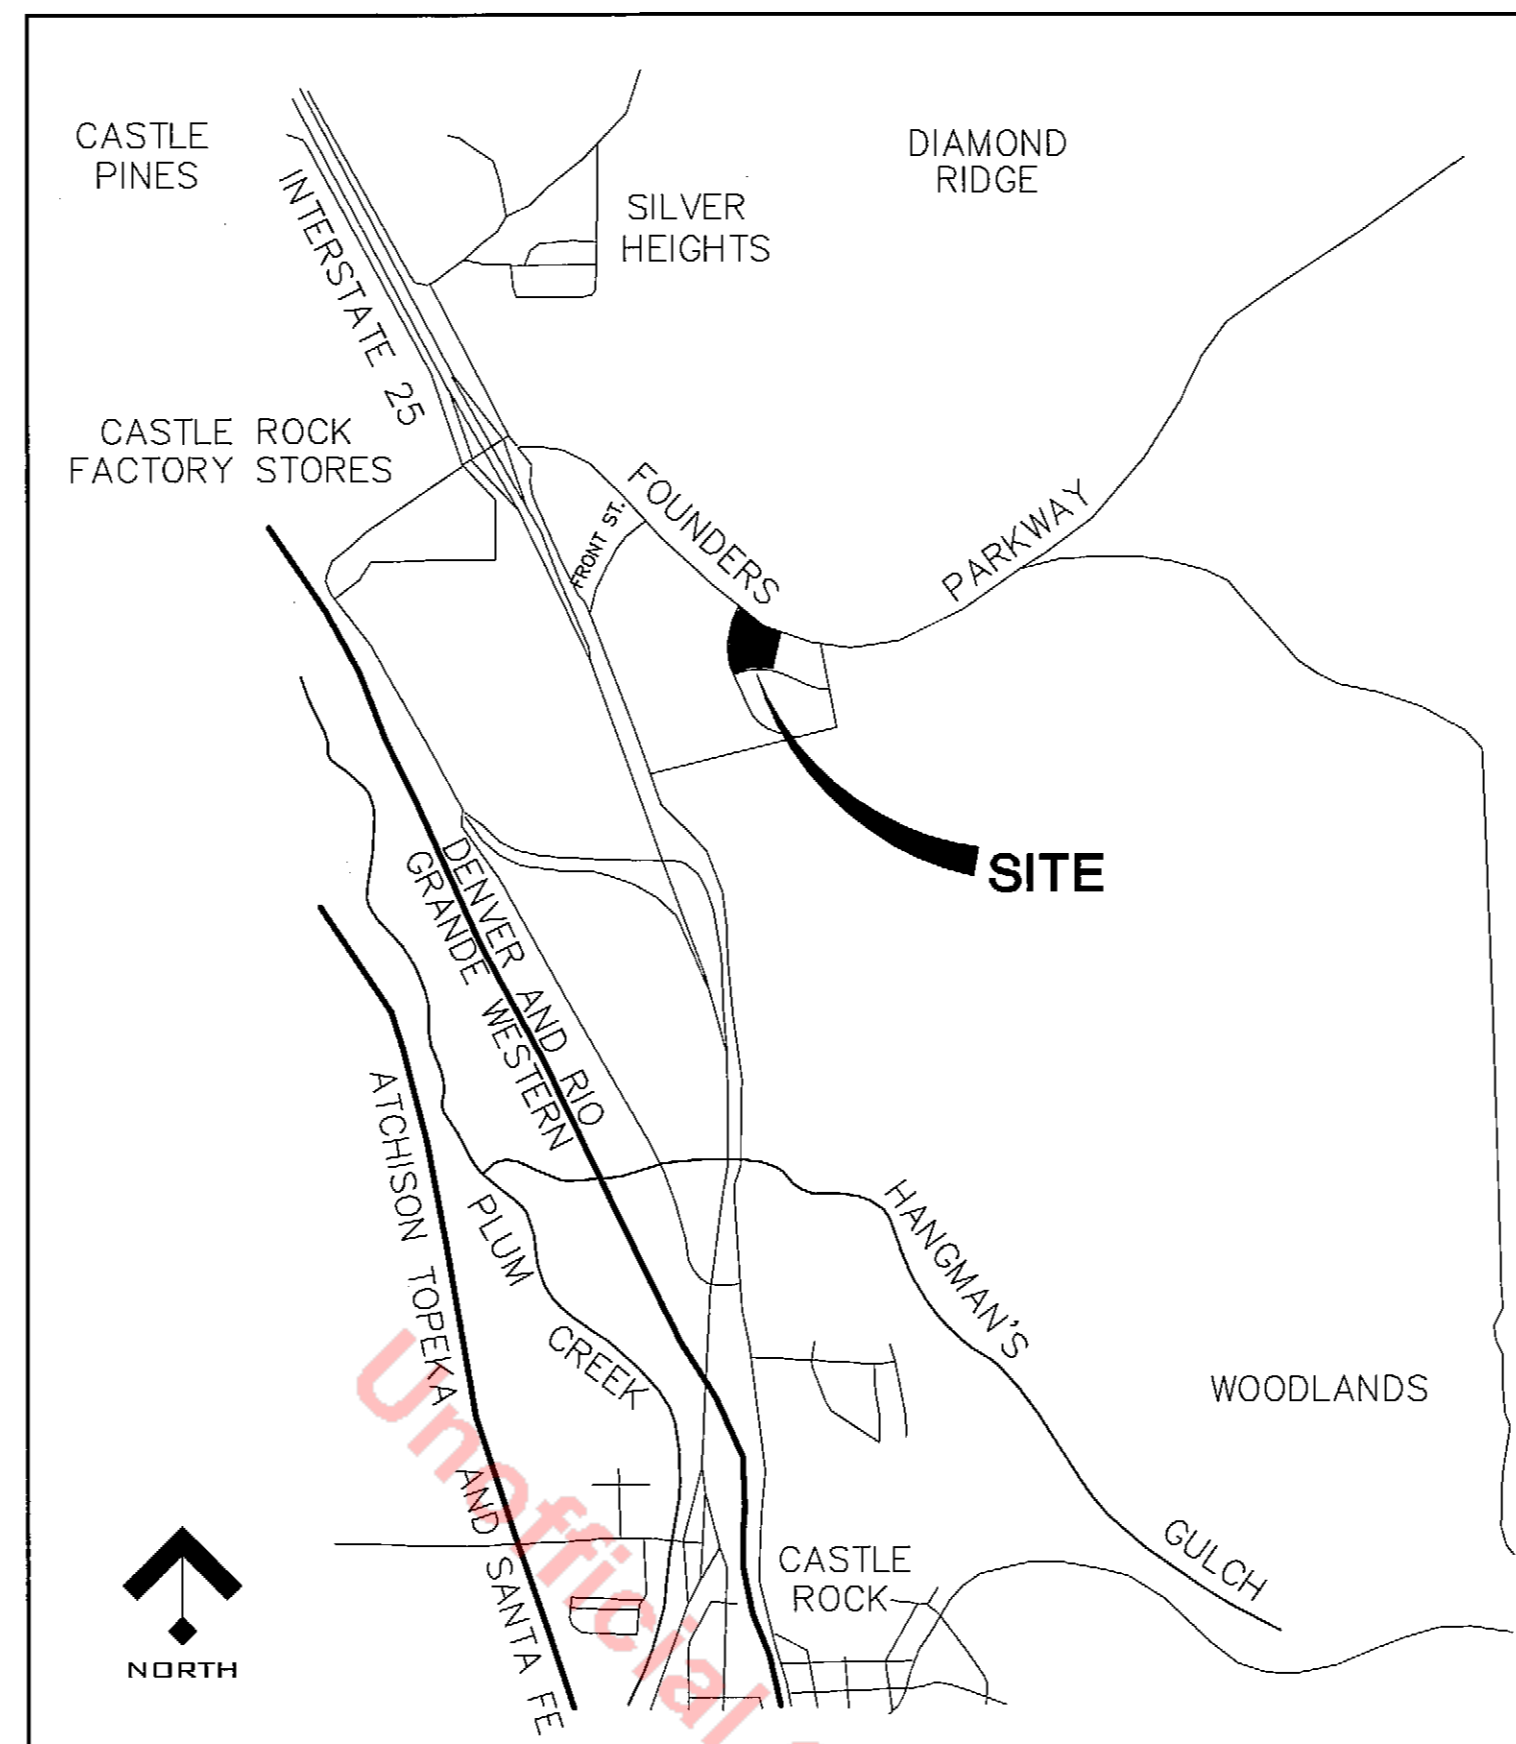 CASTLE
PINES
DIAMOND
RIDGE
INTERSTATE 25
SILVER
HEIGHTS
CASTLE ROCK
FACTORY STORES
FOUNDERS
PARKWAY
FRONT ST.
SITE
DENVER AND RIO
GRANDE WESTERN
ATCHISON TOPEKA AND SANTA FE
PLUM CREEK
HANGMAN'S GULCH
WOODLANDS
CASTLE
ROCK
NORTH
Unofficial